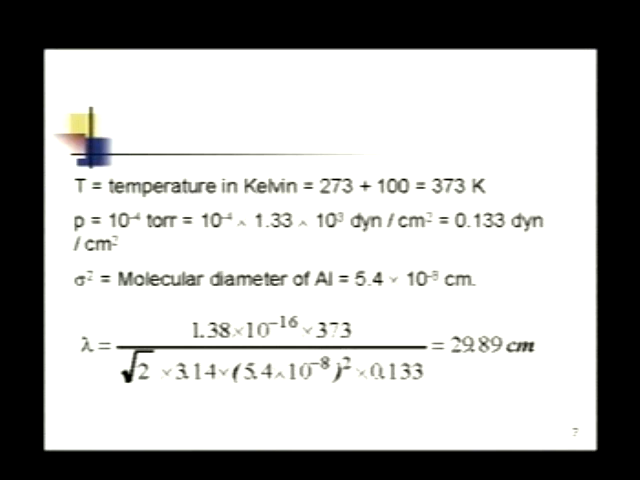 T = temperature in Kelvin = 273 + 100 = 373 K
p = 10⁻⁴ torr = 10⁻⁴ × 1.33 × 10³ dyn / cm² = 0.133 dyn
/ cm²
σ² = Molecular diameter of Al = 5.4 × 10⁻⁸ cm.
λ = 1.38×10⁻¹⁶ × 373 / √2 × 3.14×(5.4×10⁻⁸)² × 0.133 = 29.89 cm